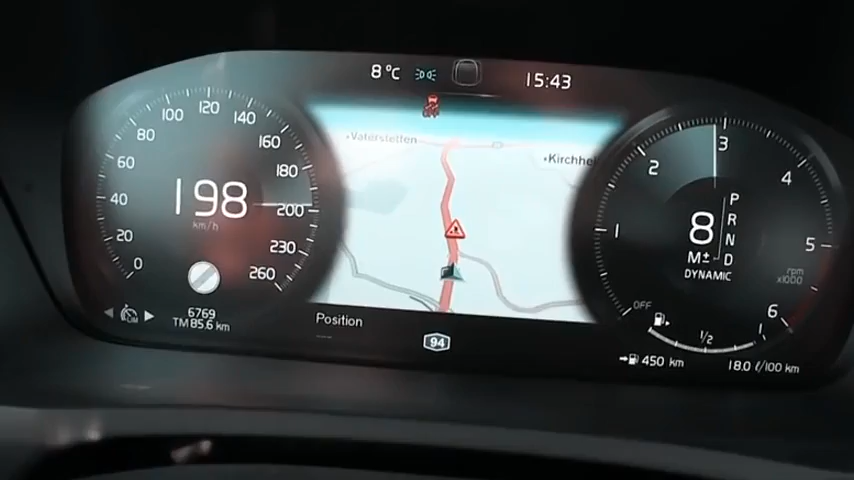 8°C
15:43
Vaterstetten
Kirchhei
0
20
40
60
80
100
120
140
160
180
200
230
260
198
km/h
LIM
6769
TM 85.6 km
Position
----
94
1
2
3
4
5
6
rpm
x1000
8
M±
P
R
N
D
DYNAMIC
OFF
1/2
1
450 km
18.0 ℓ/100 km